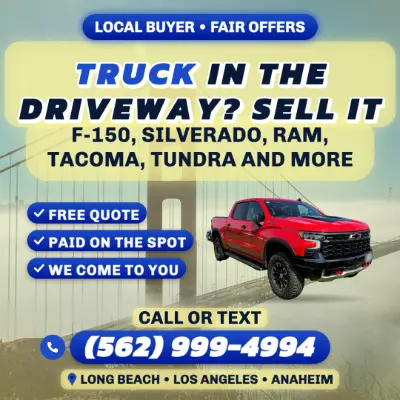 LOCAL BUYER • FAIR OFFERS
TRUCK IN THE
DRIVEWAY? SELL IT
F-150, SILVERADO, RAM,
TACOMA, TUNDRA AND MORE
FREE QUOTE
PAID ON THE SPOT
WE COME TO YOU
CALL OR TEXT
(562) 999-4994
LONG BEACH • LOS ANGELES • ANAHEIM